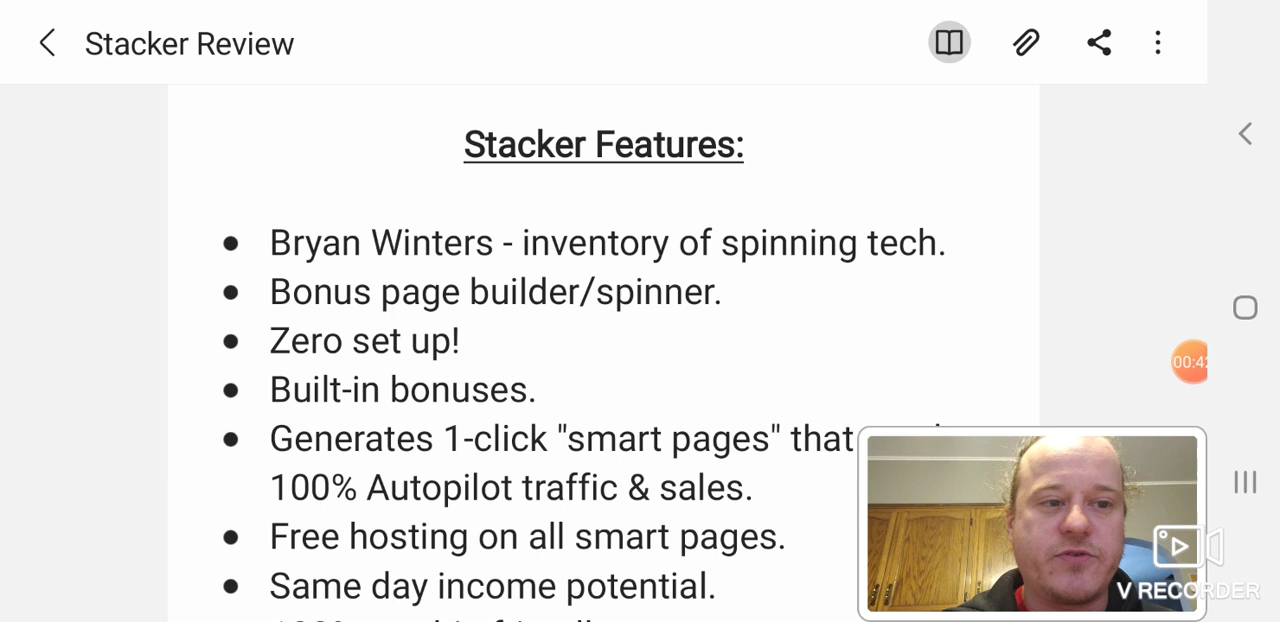 Stacker Review
Stacker Features:
Bryan Winters - inventory of spinning tech.
Bonus page builder/spinner.
Zero set up!
Built-in bonuses.
Generates 1-click "smart pages" that
100% Autopilot traffic & sales.
Free hosting on all smart pages.
Same day income potential.
00:42
V RECORDER